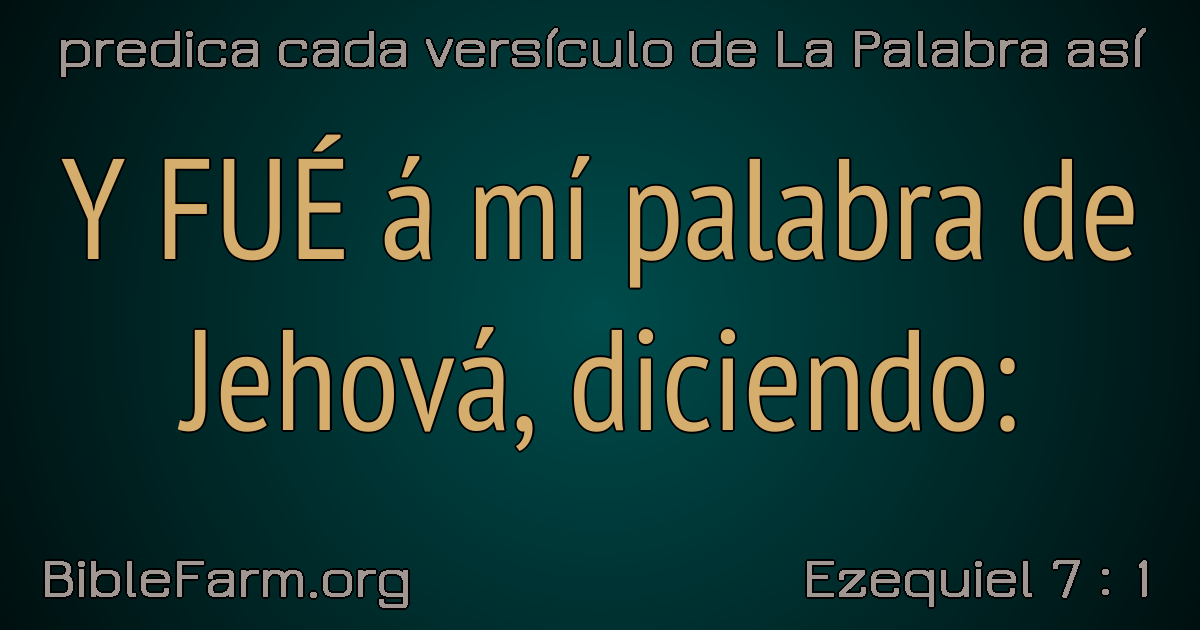 predica cada versículo de La Palabra así
Y FUÉ á mí palabra de
Jehová, diciendo:
BibleFarm.org
Ezequiel 7 : 1